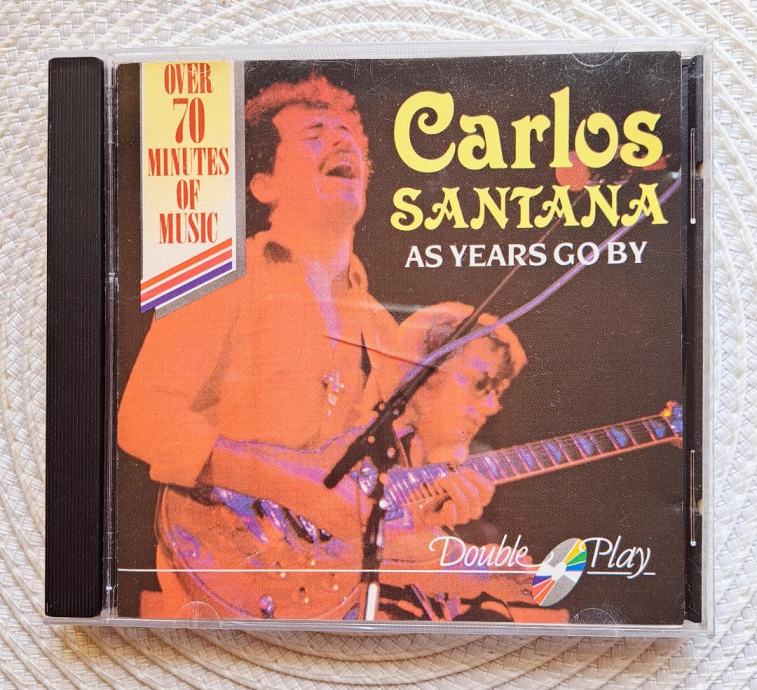 OVER
70
MINUTES
OF
MUSIC
Carlos
SANTANA
AS YEARS GO BY
Double Play